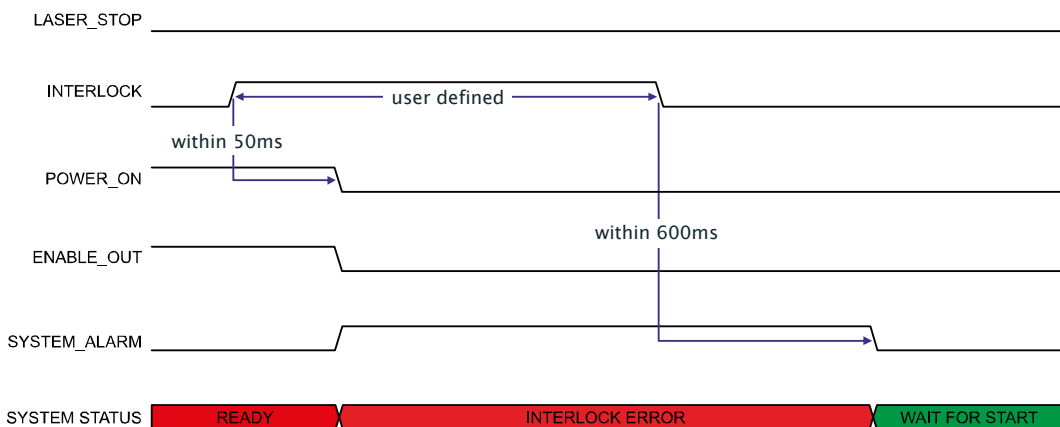 LASER_STOP
INTERLOCK
user defined
within 50ms
POWER_ON
within 600ms
ENABLE_OUT
SYSTEM_ALARM
SYSTEM STATUS READY INTERLOCK ERROR WAIT FOR START